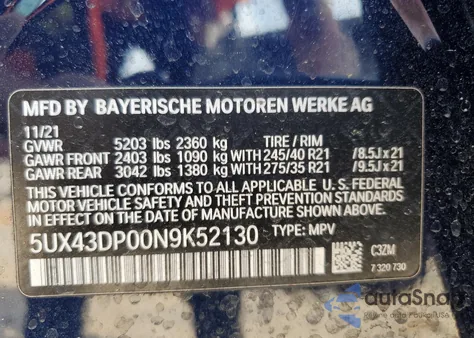 MFD BY BAYERISCHE MOTOREN WERKE AG
11/21
GVWR 5203 lbs 2360 kg TIRE / RIM
GAWR FRONT 2403 lbs 1090 kg WITH 245/40 R21 /8.5Jx21
GAWR REAR 3042 lbs 1380 kg WITH 275/35 R21 /9.5Jx21
THIS VEHICLE CONFORMS TO ALL APPLICABLE U. S. FEDERAL
MOTOR VEHICLE SAFETY, BUMPER, AND THEFT PREVENTION
STANDARDS IN EFFECT ON THE DATE OF MANUFACTURE
SHOWN ABOVE.
5UX43DP00N9K52130 TYPE: MPV
C3ZM
7 320 730
autoSnap